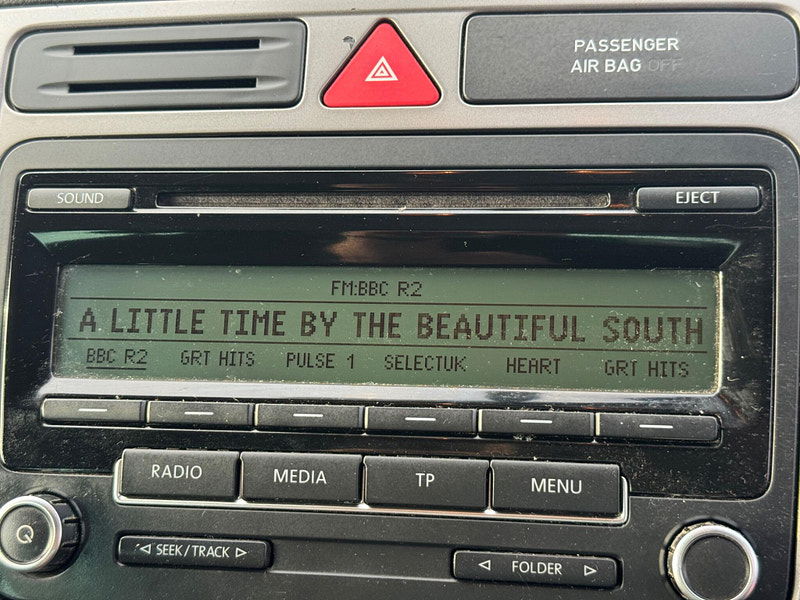 PASSENGER
AIR BAG OFF
SOUND
EJECT
FM:BBC R2
A LITTLE TIME BY THE BEAUTIFUL SOUTH
BBC R2 GRT HITS PULSE 1 SELECTUK HEART GRT HITS
RADIO MEDIA TP MENU
SEEK/TRACK FOLDER